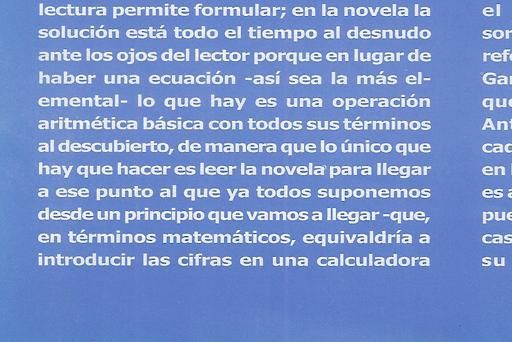 lectura permite formular; en la novela la
solución está todo el tiempo al desnudo
ante los ojos del lector porque en lugar de
haber una ecuación -así sea la más el-
emental- lo que hay es una operación
aritmética básica con todos sus términos
al descubierto, de manera que lo único que
hay que hacer es leer la novela para llegar
a ese punto al que ya todos suponemos
desde un principio que vamos a llegar -que,
en términos matemáticos, equivaldría a
introducir las cifras en una calculadora
el
son
refe
Gar
que
Ant
cad
en
es a
pue
cas
su